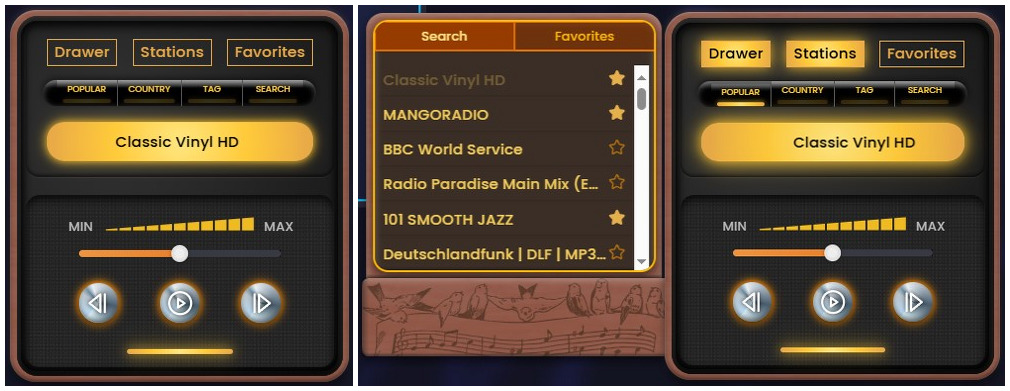 Drawer Stations Favorites
POPULAR COUNTRY TAG SEARCH
Classic Vinyl HD
MIN MAX
Search Favorites
Classic Vinyl HD
MANGORADIO
BBC World Service
Radio Paradise Main Mix (E...
101 SMOOTH JAZZ
Deutschlandfunk | DLF | MP3...
Drawer Stations Favorites
POPULAR COUNTRY TAG SEARCH
Classic Vinyl HD
MIN MAX